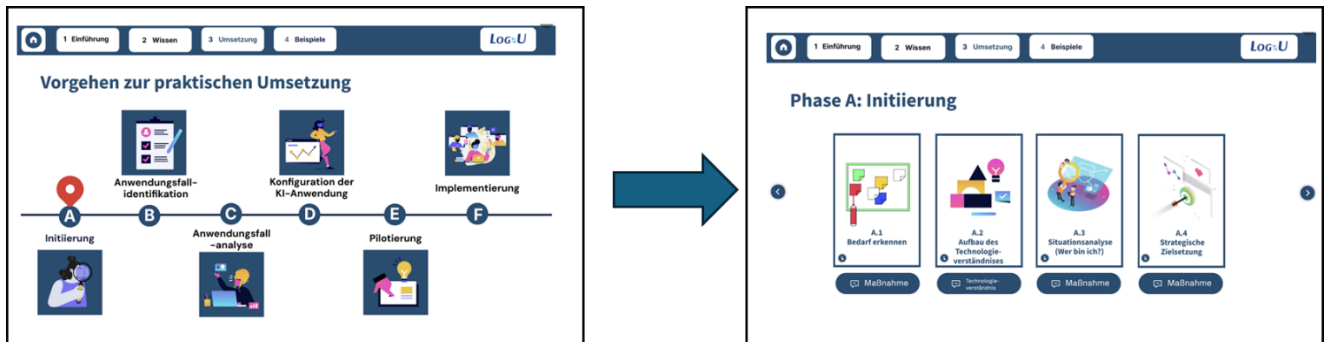 1 Einführung
2 Wissen
3 Umsetzung
4 Beispiele
LOG:U
Vorgehen zur praktischen Umsetzung
Anwendungsfall-
identifikation
Konfiguration der
KI-Anwendung
Implementierung
A
B
C
D
E
F
Initiierung
Anwendungsfall
-analyse
Pilotierung
1 Einführung
2 Wissen
3 Umsetzung
4 Beispiele
LOG:U
Phase A: Initiierung
A.1
Bedarf erkennen
A.2
Aufbau des
Technologie-
verständnises
A.3
Situationsanalyse
(Wer bin ich?)
A.4
Strategische
Zielsetzung
Maßnahme
Technologie-
verständnis
Maßnahme
Maßnahme